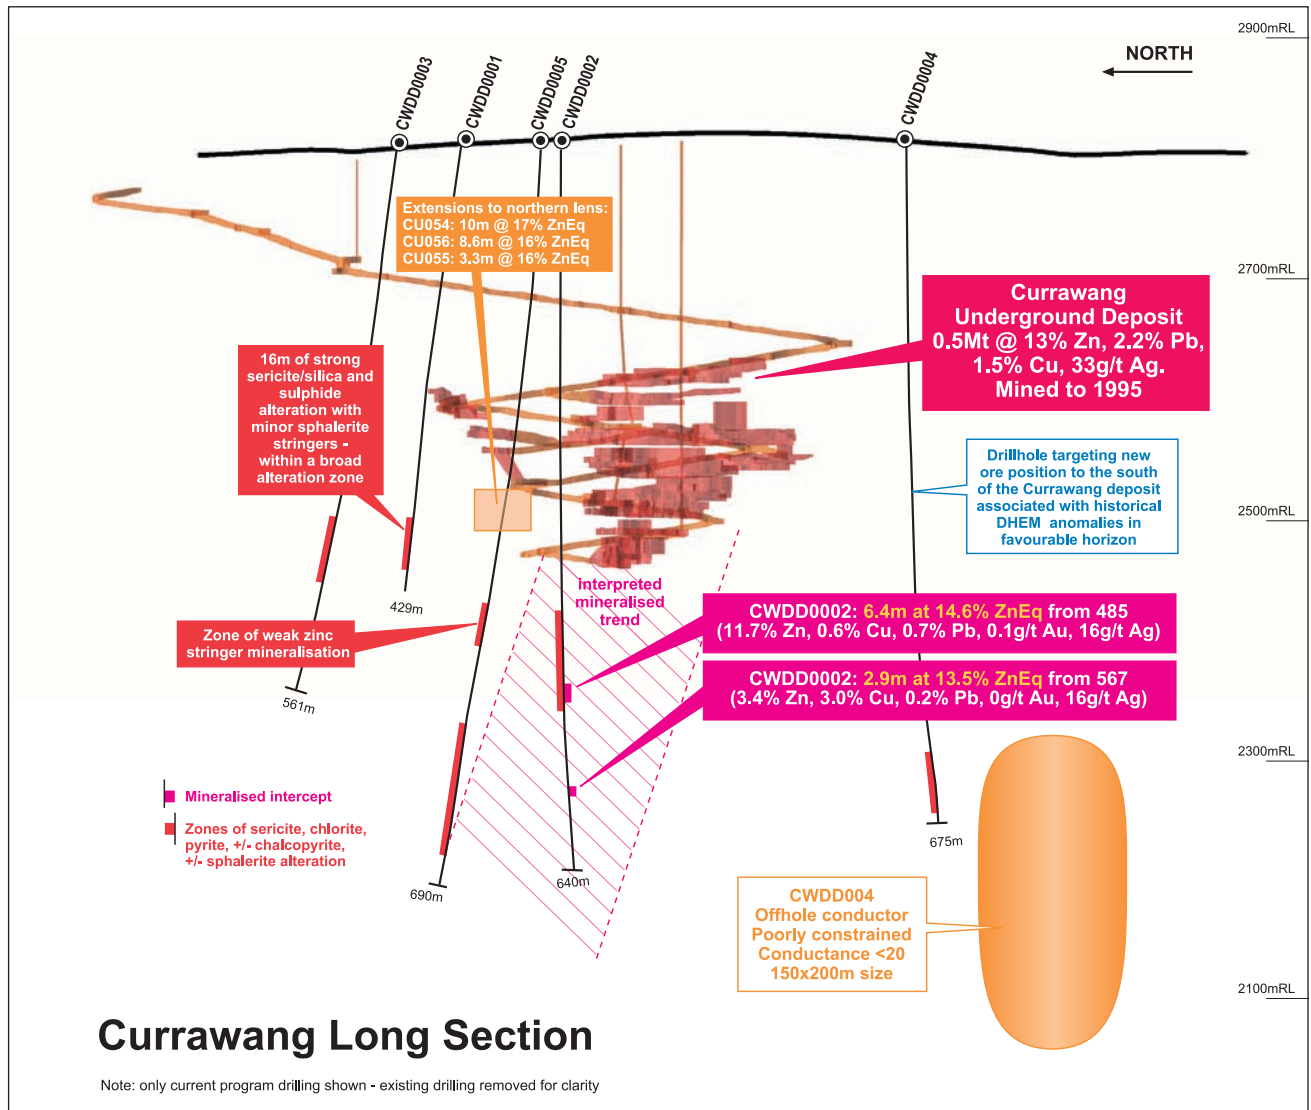 2900mRL
NORTH
CWDD0003
CWDD0001
CWDD0005
CWDD0002
CWDD0004
Extensions to northern lens:
CU054: 10m @ 17% ZnEq
CU056: 8.6m @ 16% ZnEq
CU055: 3.3m @ 16% ZnEq
2700mRL
Currawang
Underground Deposit
0.5Mt @ 13% Zn, 2.2% Pb,
1.5% Cu, 33g/t Ag.
Mined to 1995
16m of strong
sericite/silica and
sulphide
alteration with
minor sphalerite
stringers -
within a broad
alteration zone
Drillhole targeting new
ore position to the south
of the Currawang deposit
associated with historical
DHEM anomalies in
favourable horizon
2500mRL
429m
interpreted
mineralised
trend
CWDD0002: 6.4m at 14.6% ZnEq from 485
(11.7% Zn, 0.6% Cu, 0.7% Pb, 0.1g/t Au, 16g/t Ag)
Zone of weak zinc
stringer mineralisation
CWDD0002: 2.9m at 13.5% ZnEq from 567
(3.4% Zn, 3.0% Cu, 0.2% Pb, 0g/t Au, 16g/t Ag)
561m
2300mRL
Mineralised intercept
Zones of sericite, chlorite,
pyrite, +/- chalcopyrite,
+/- sphalerite alteration
675m
690m
640m
CWDD004
Offhole conductor
Poorly constrained
Conductance <20
150x200m size
2100mRL
Currawang Long Section
Note: only current program drilling shown - existing drilling removed for clarity